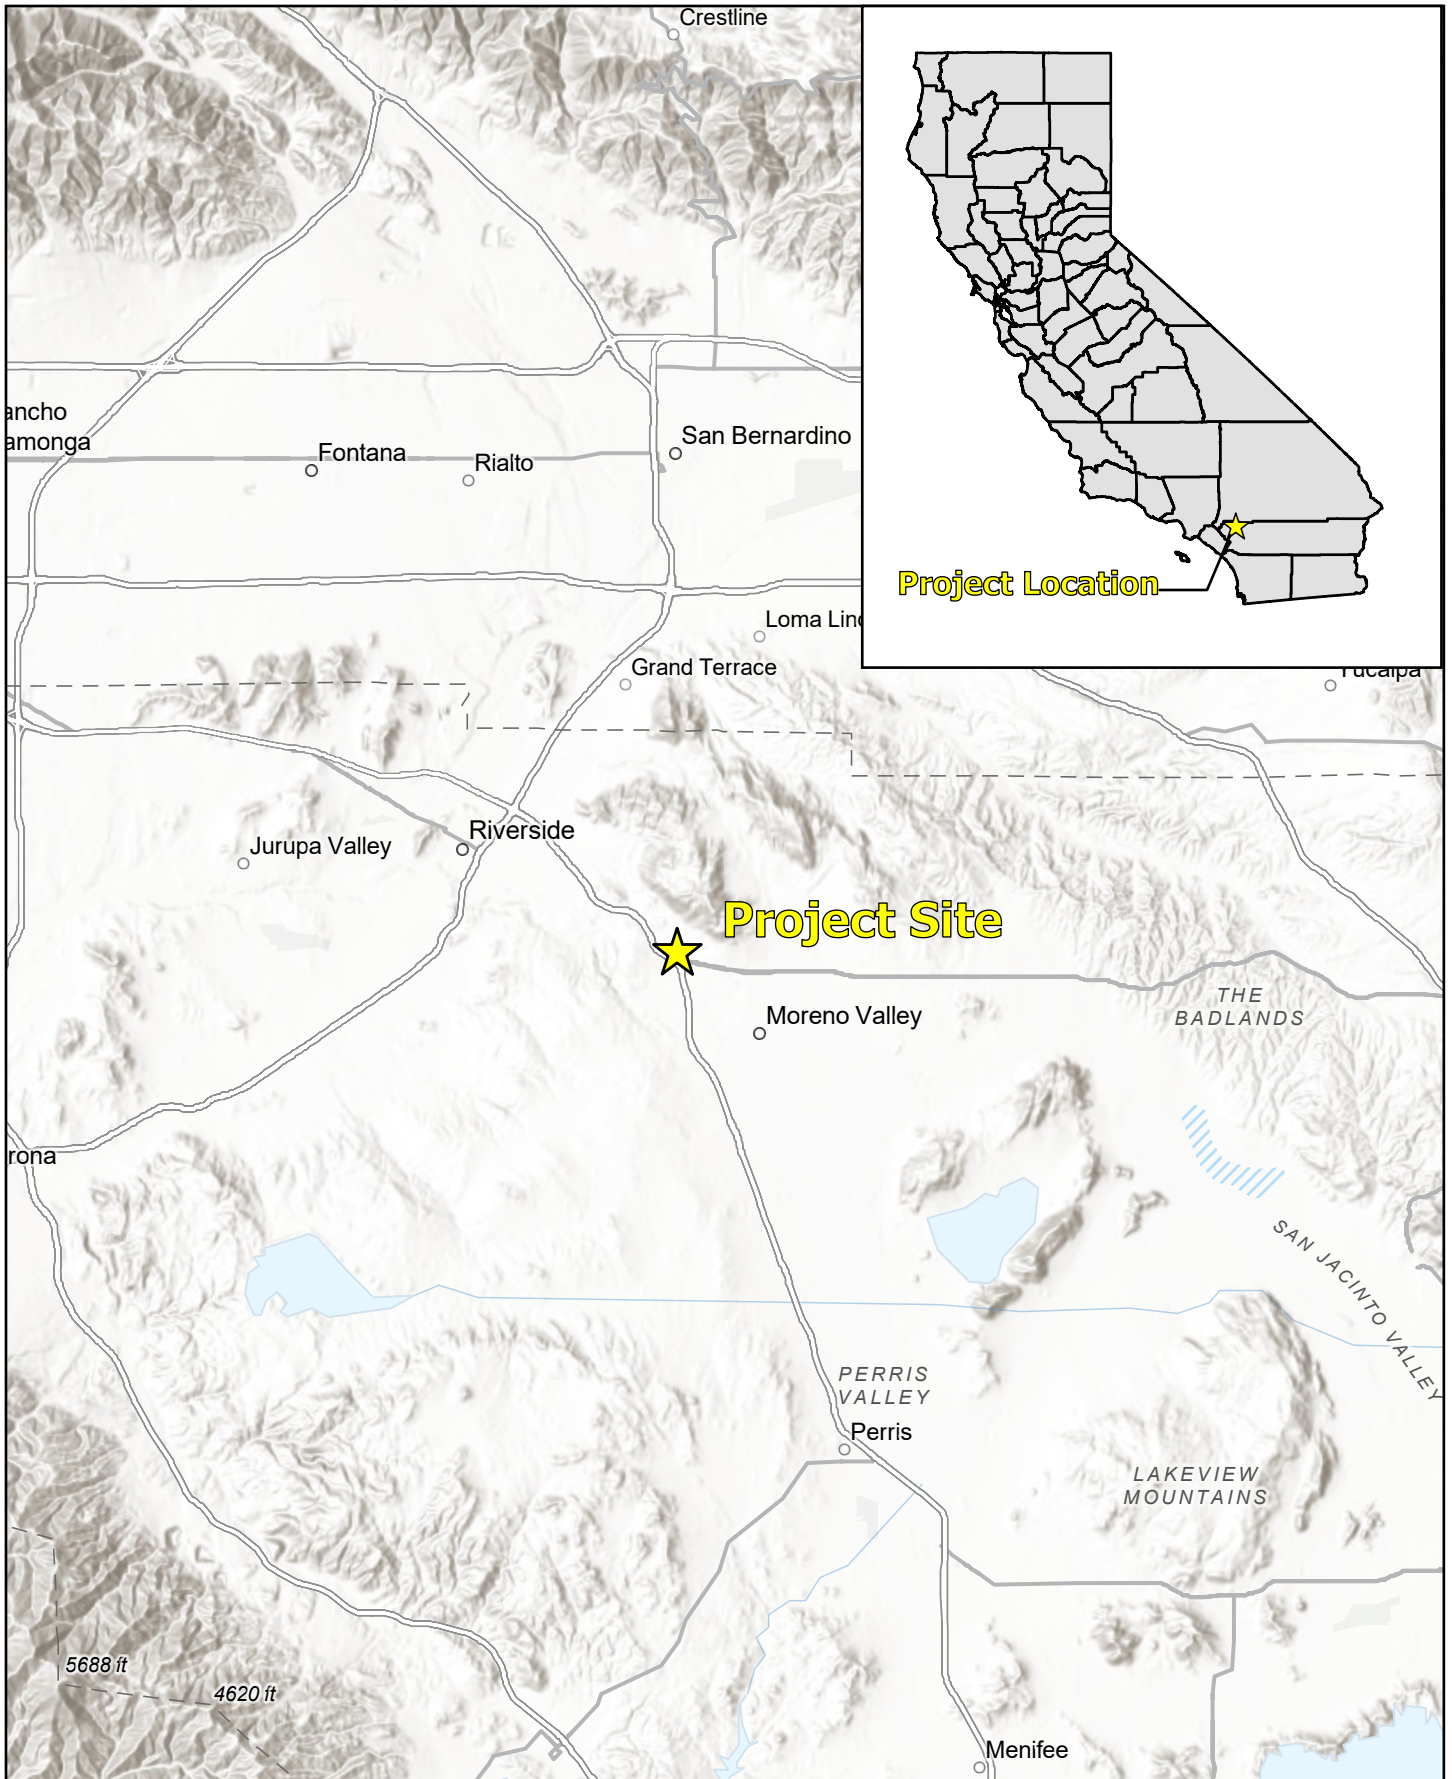 Crestline
ancho
amonga
Fontana
Rialto
San Bernardino
Project Location
Loma Lin
Grand Terrace
Yucaipa
Jurupa Valley
Riverside
Project Site
THE
BADLANDS
Moreno Valley
rona
SAN JACINTO VALLEY
PERRIS
VALLEY
Perris
LAKEVIEW
MOUNTAINS
5688 ft
4620 ft
Menifee